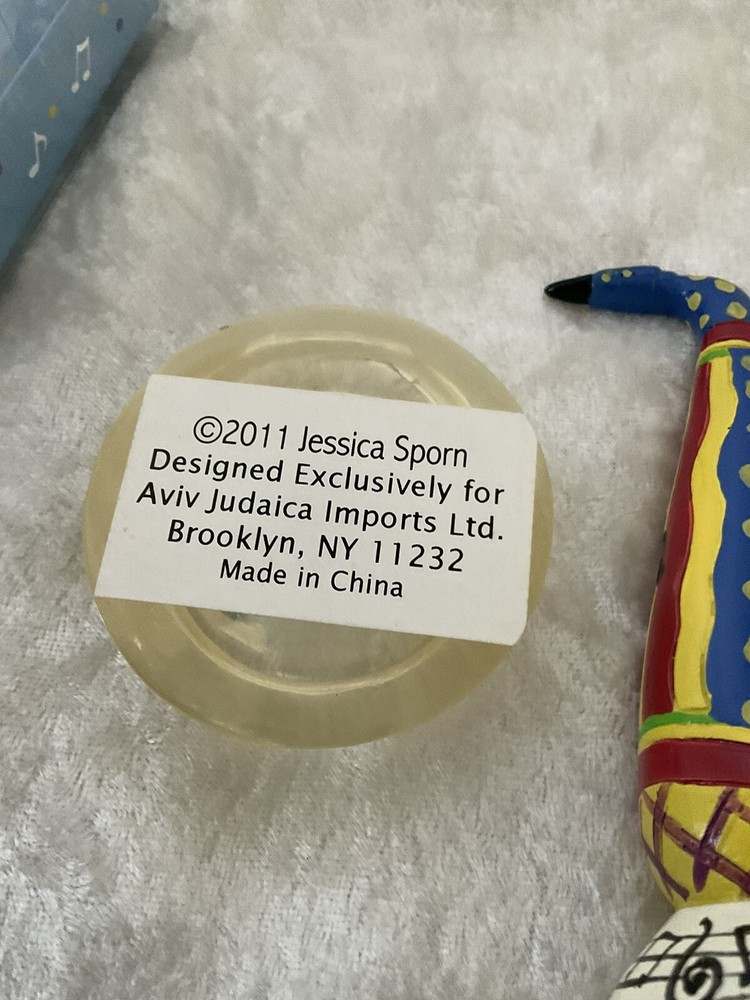 ©2011 Jessica Sporn
Designed Exclusively for
Aviv Judaica Imports Ltd.
Brooklyn, NY 11232
Made in China